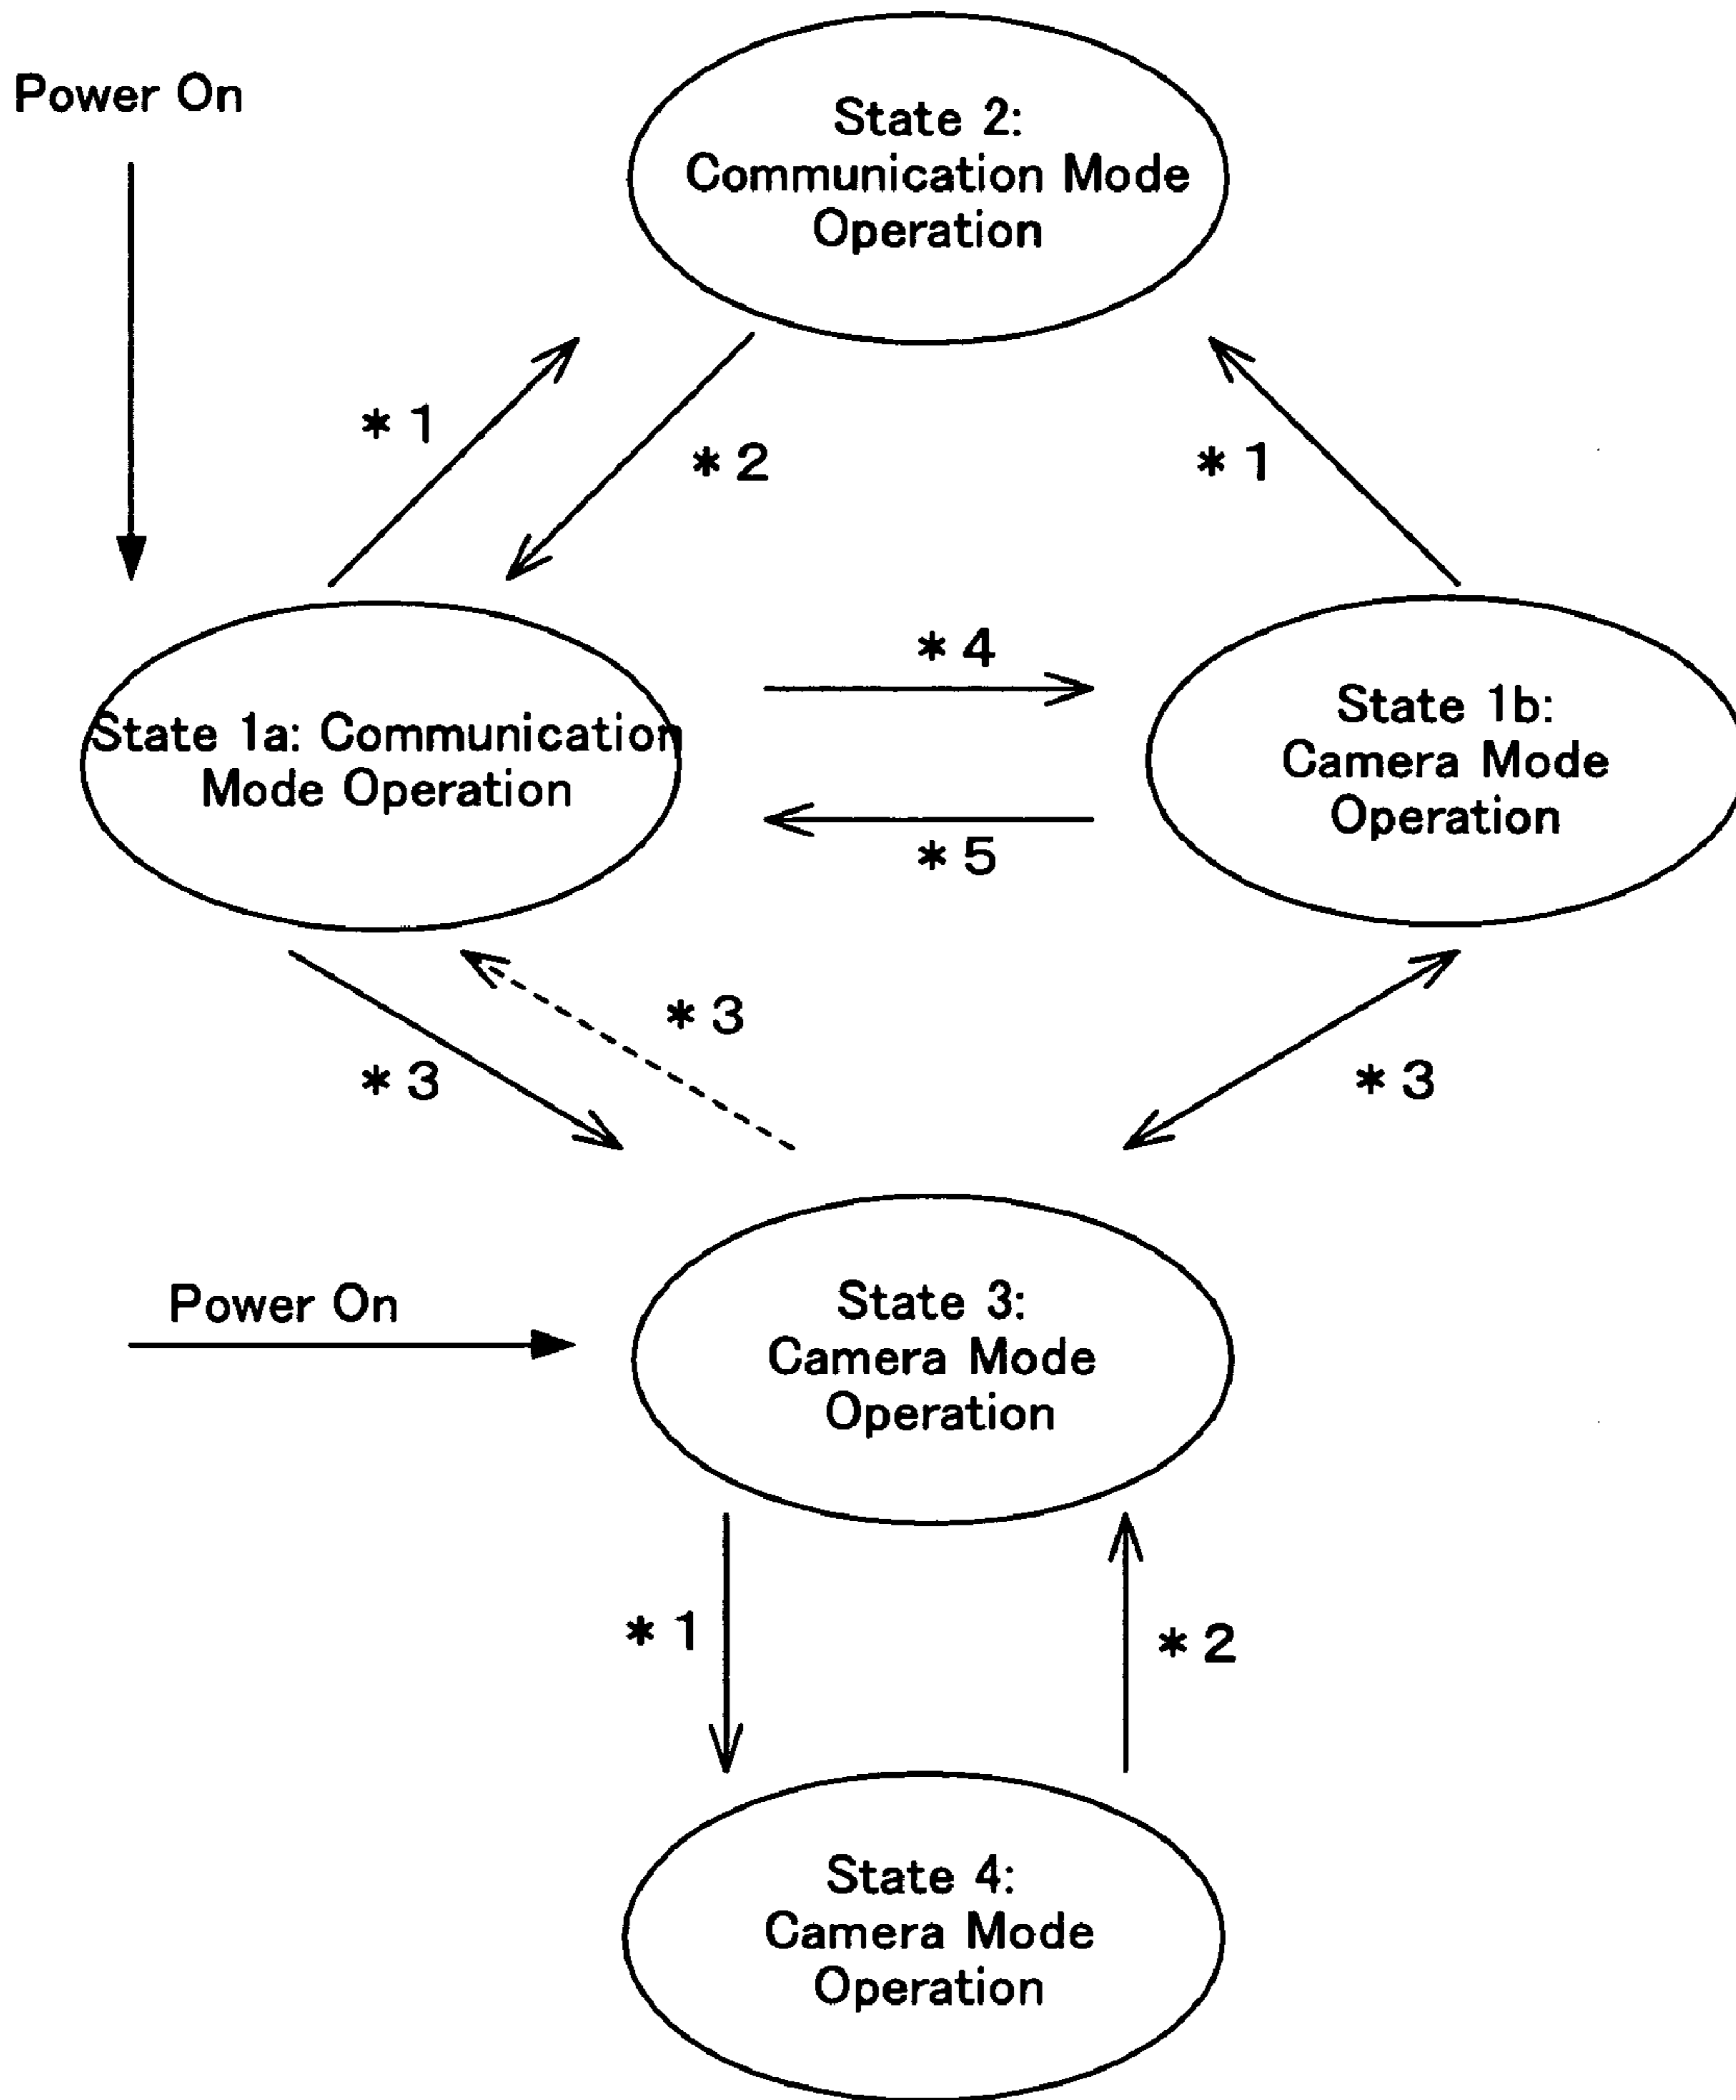 Power On
State 2:
Communication Mode
Operation
*1
*2
*1
*4
State 1a: Communication
Mode Operation
State 1b:
Camera Mode
Operation
*5
*3
*3
*3
Power On
State 3:
Camera Mode
Operation
*1
*2
State 4:
Camera Mode
Operation